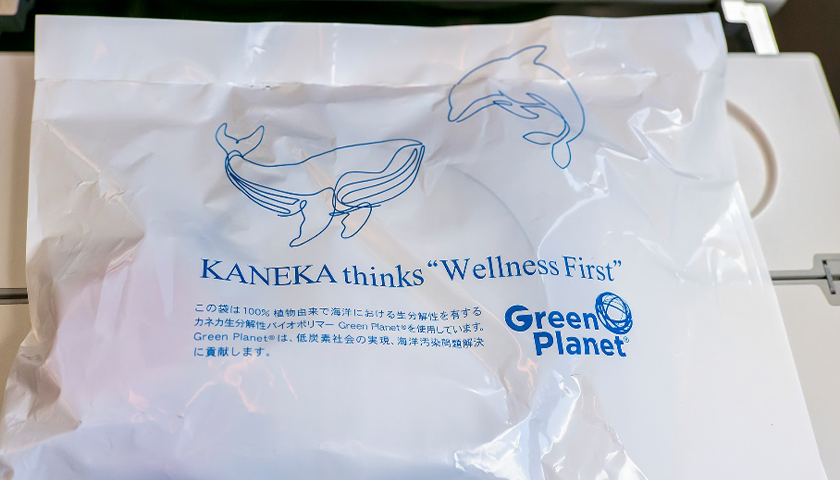 KANEKA thinks “Wellness First”
この袋は100% 植物由来で海洋における生分解性を有する
カネカ生分解性バイオポリマー Green Planet®を使用しています。
Green Planet®は、低炭素社会の実現、海洋汚染問題解決
に貢献します。
Green
Planet®